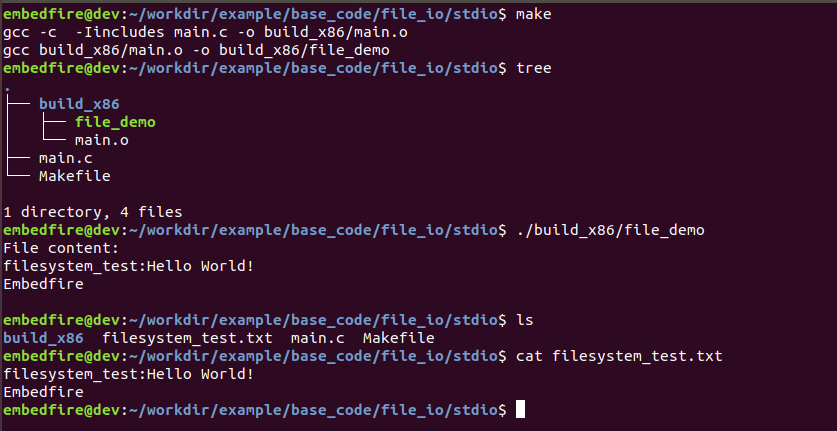 embedfire@dev:~/workdir/example/base_code/file_io/stdio$ make
gcc -c  -Iincludes main.c -o build_x86/main.o
gcc build_x86/main.o -o build_x86/file_demo
embedfire@dev:~/workdir/example/base_code/file_io/stdio$ tree
.
├── build_x86
│   ├── file_demo
│   └── main.o
├── main.c
└── Makefile
1 directory, 4 files
embedfire@dev:~/workdir/example/base_code/file_io/stdio$ ./build_x86/file_demo
File content:
filesystem_test:Hello World!
Embedfire
embedfire@dev:~/workdir/example/base_code/file_io/stdio$ ls
build_x86  filesystem_test.txt  main.c  Makefile
embedfire@dev:~/workdir/example/base_code/file_io/stdio$ cat filesystem_test.txt
filesystem_test:Hello World!
Embedfire
embedfire@dev:~/workdir/example/base_code/file_io/stdio$